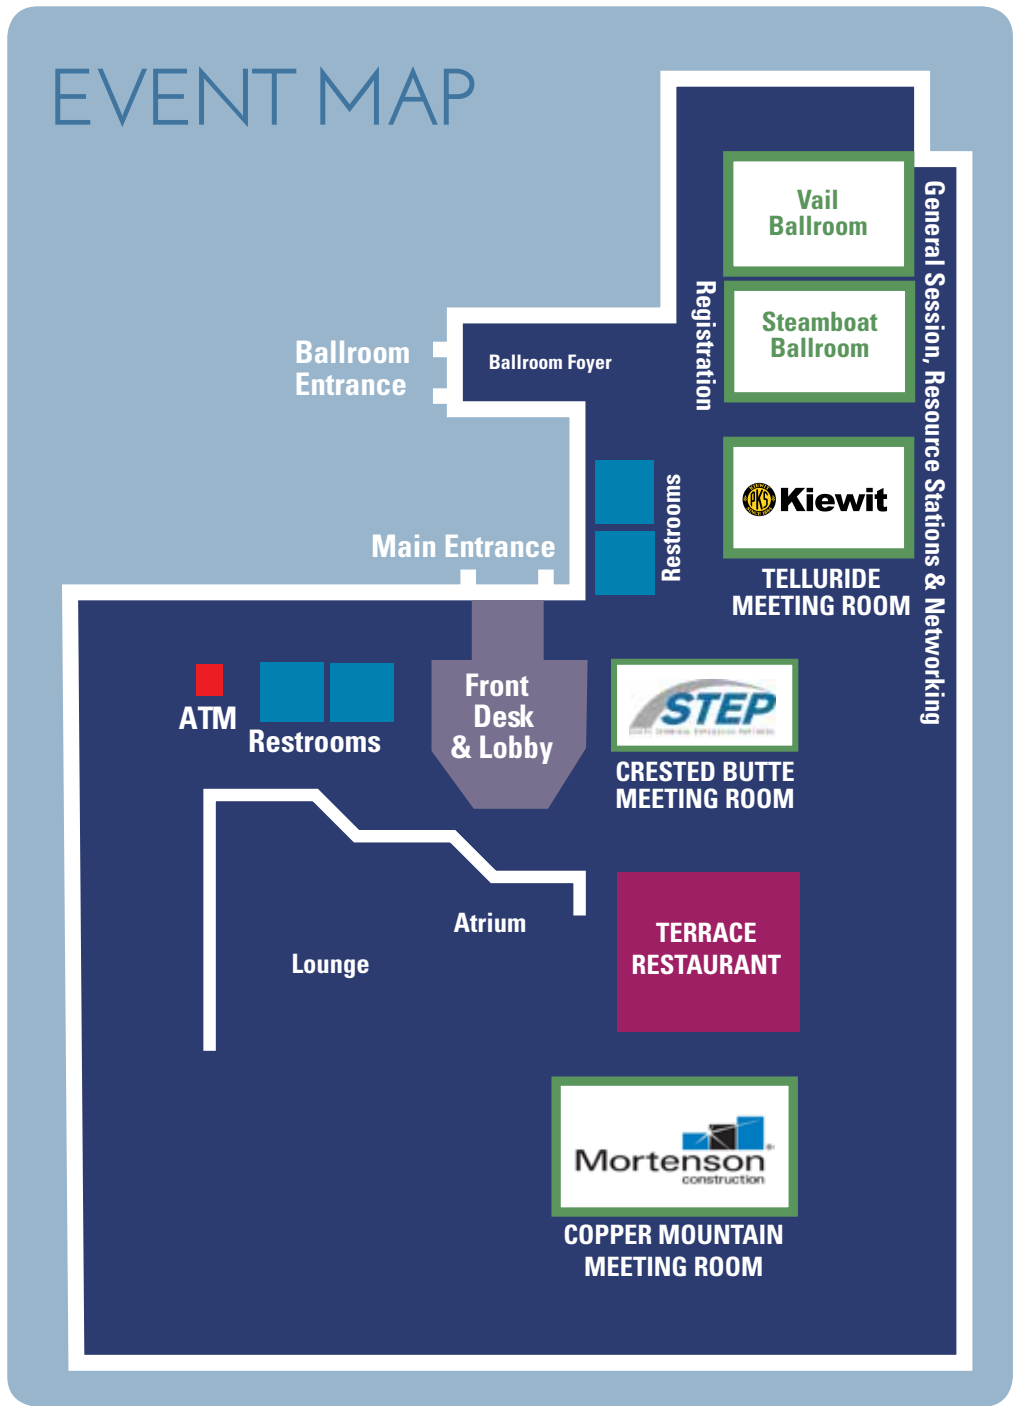 EVENT MAP
Vail
Ballroom
General Session, Resource Stations & Networking
Registration
Steamboat
Ballroom
Ballroom
Entrance
Ballroom Foyer
Restrooms
PKS
Kiewit
Main Entrance
TELLURIDE
MEETING ROOM
ATM
Restrooms
Front
Desk
& Lobby
STEP
CRESTED BUTTE
MEETING ROOM
Atrium
Lounge
TERRACE
RESTAURANT
Mortenson
construction
COPPER MOUNTAIN
MEETING ROOM